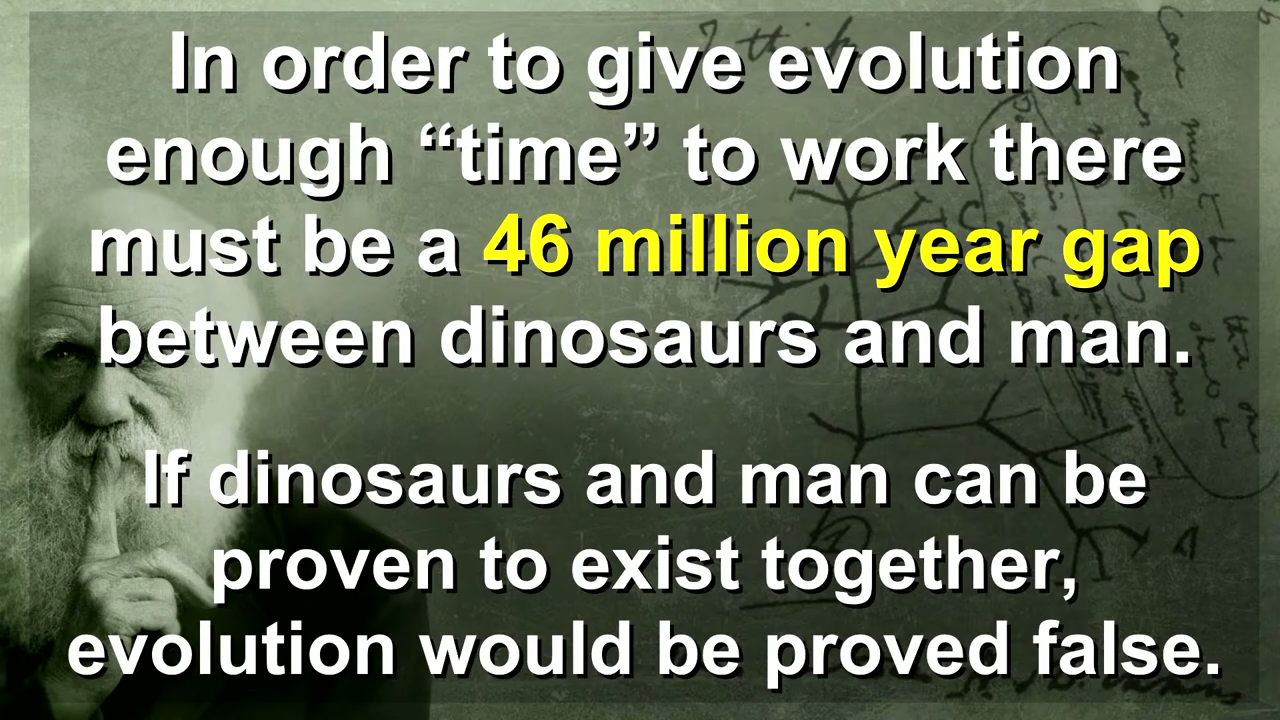 In order to give evolution
enough “time” to work there
must be a 46 million year gap
between dinosaurs and man.
If dinosaurs and man can be
proven to exist together,
evolution would be proved false.
I think